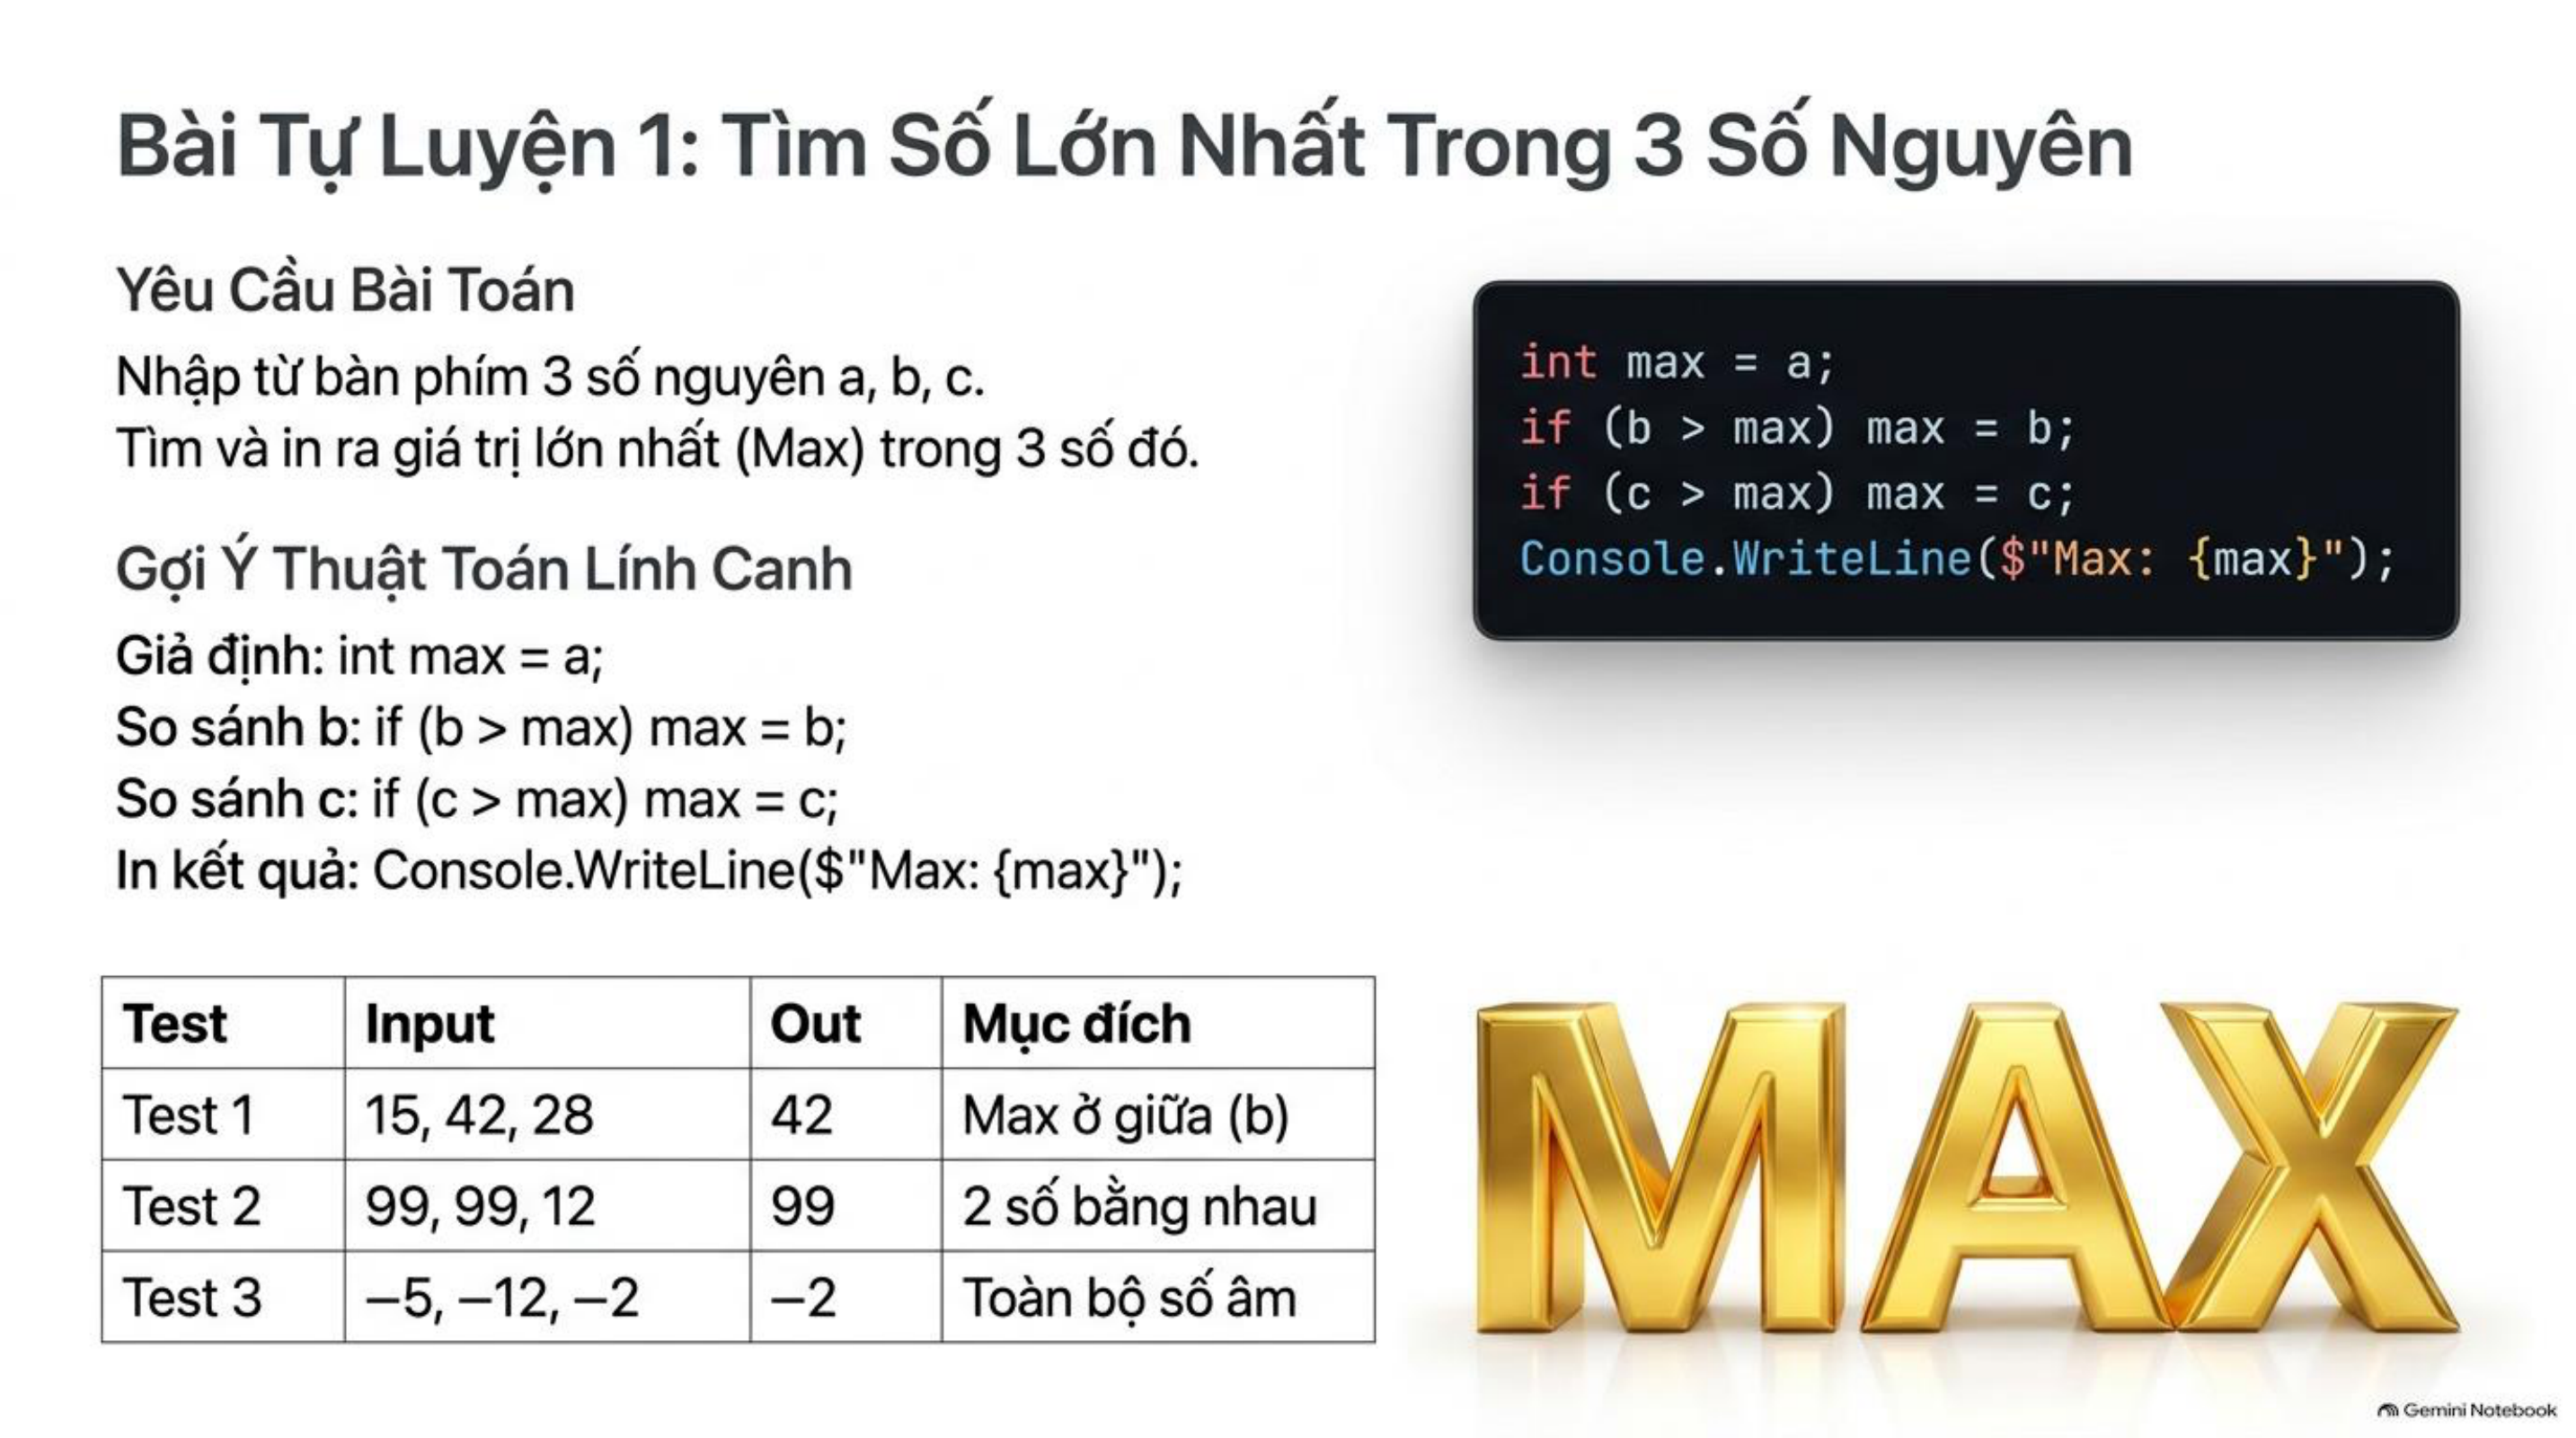 Bài Tự Luyện 1: Tìm Số Lớn Nhất Trong 3 Số Nguyên
Yêu Cầu Bài Toán
Nhập từ bàn phím 3 số nguyên a, b, c.
Tìm và in ra giá trị lớn nhất (Max) trong 3 số đó.
Gợi Ý Thuật Toán Lính Canh
Giả định: int max = a;
So sánh b: if (b > max) max = b;
So sánh c: if (c > max) max = c;
In kết quả: Console.WriteLine($"Max: {max}");
int max = a;
if (b > max) max = b;
if (c > max) max = c;
Console.WriteLine($"Max: {max}");
Test Input Out Mục đích
Test 1 15, 42, 28 42 Max ở giữa (b)
Test 2 99, 99, 12 99 2 số bằng nhau
Test 3 –5, –12, –2 –2 Toàn bộ số âm
MAX
Gemini Notebook